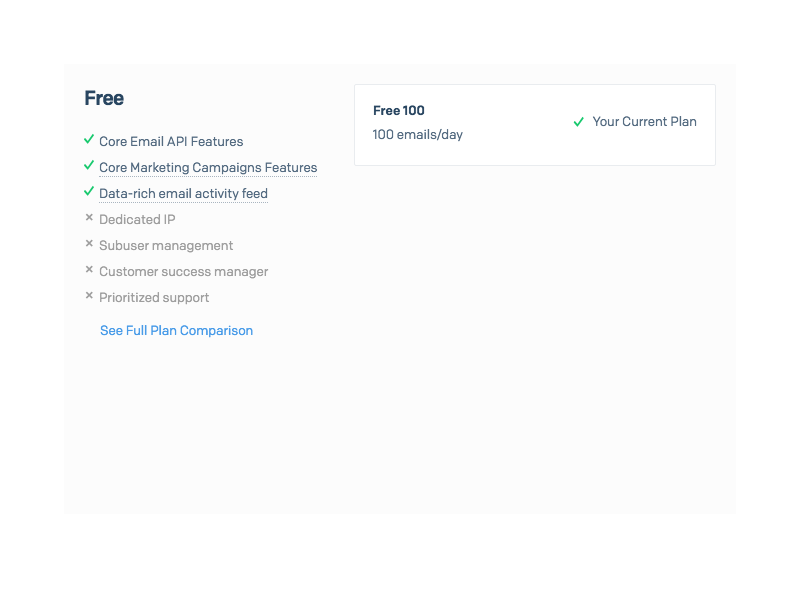 Free
Core Email API Features
Core Marketing Campaigns Features
Data-rich email activity feed
Dedicated IP
Subuser management
Customer success manager
Prioritized support
See Full Plan Comparison
Free 100
100 emails/day
Your Current Plan